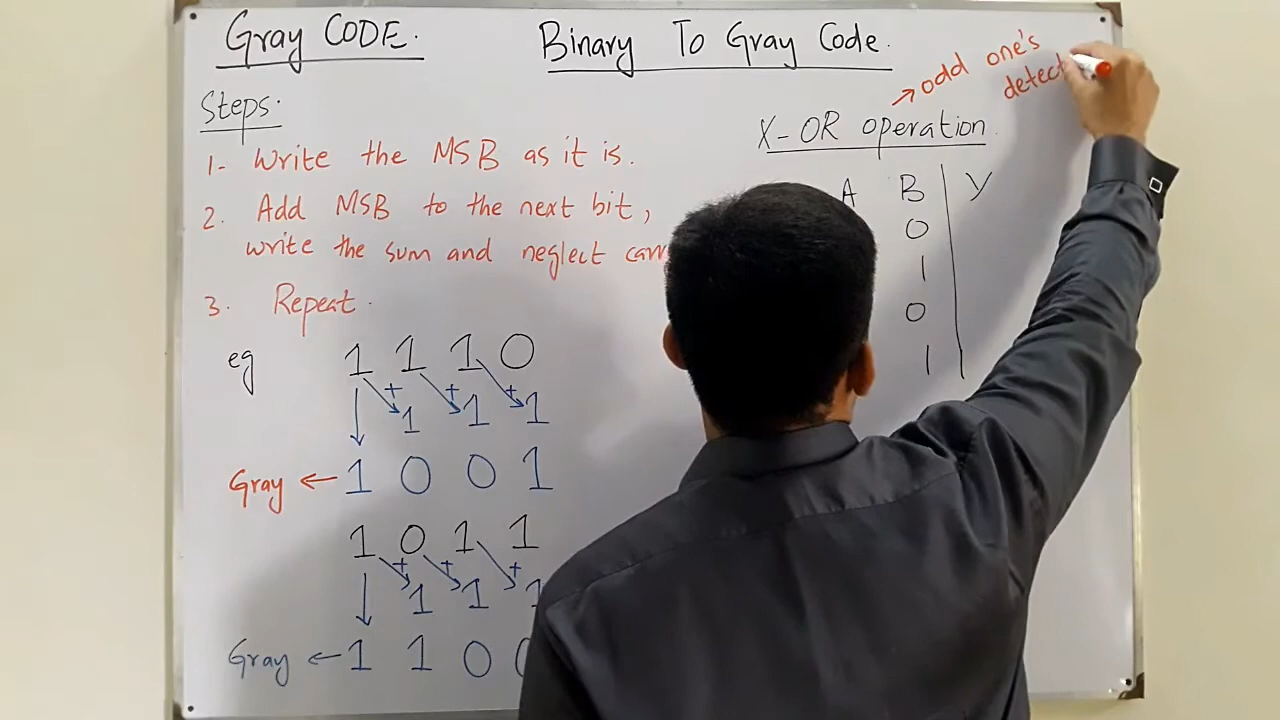 Gray CODE.
Binary To Gray Code.
Steps.
1- Write the MSB as it is.
2. Add MSB to the next bit,
write the sum and neglect
3. Repeat.
eg 1 1 1 0
+ + +
1 1 1
Gray ← 1 0 0 1
1 0 1 1
+ + +
1 1 1
Gray ← 1 1 0
→ odd one's
X-OR operation.
A B Y
0
1
0
1